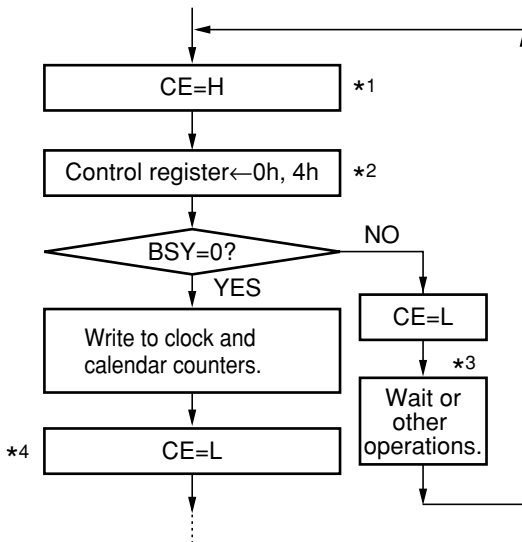 CE=H
*1
Control register←0h, 4h
*2
BSY=0?
NO
YES
Write to clock and
calendar counters.
CE=L
*3
Wait or
other
operations.
*4
CE=L